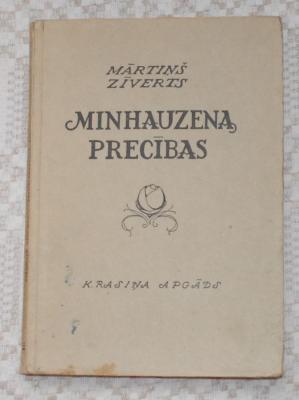 MĀRTIŅŠ
ZĪVERTS
MINHAUZENA
PRECĪBAS
K. RASIŅA APGĀDS